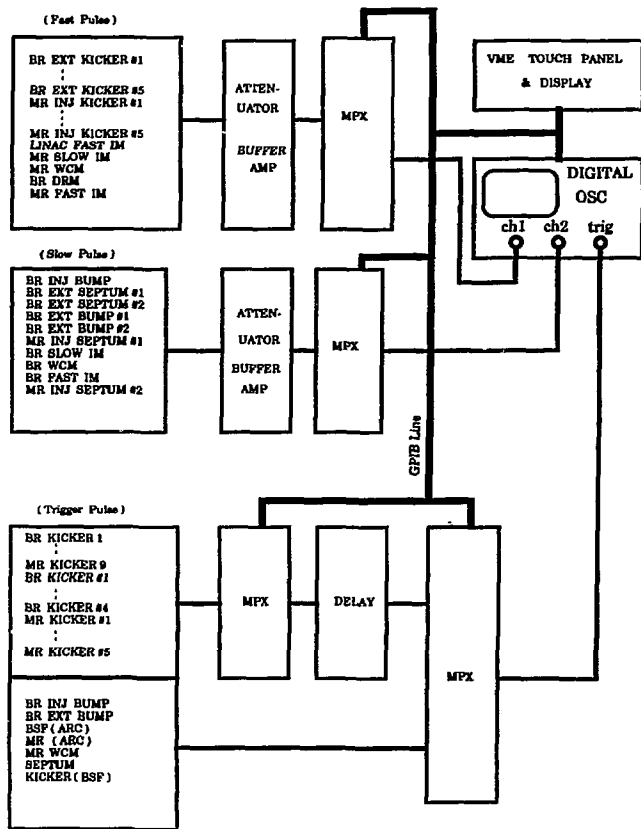 ( Fast Pulse )
BR EXT KICKER #1
BR EXT KICKER #5
MR INJ KICKER #1
MR INJ KICKER #5
LINAC FAST IM
MR SLOW IM
MR WCM
BR DRM
MR FAST IM
ATTEN-
UATOR
BUFFER
AMP
MPX
VME TOUCH PANEL
& DISPLAY
DIGITAL
OSC
ch1 ch2 trig
(Slow Pulse)
BR INJ BUMP
BR EXT SEPTUM #1
BR EXT SEPTUM #2
BR EXT BUMP #1
BR EXT BUMP #2
MR INJ SEPTUM #1
BR SLOW IM
BR WCM
BR FAST IM
MR INJ SEPTUM #2
ATTEN-
UATOR
BUFFER
AMP
MPX
GPIB Line
(Trigger Pulse)
BR KICKER 1
MR KICKER 9
BR KICKER #1
BR KICKER #4
MR KICKER #1
MR KICKER #5
MPX
DELAY
MPX
BR INJ BUMP
BR EXT BUMP
BSF ( ARC )
MR ( ARC )
MR WCM
SEPTUM
KICKER ( BSF )